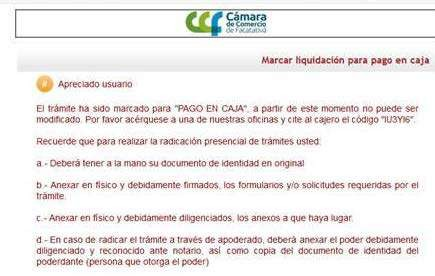 Cámara
de Comercio
de Facatativá
Marcar liquidación para pago en caja
Apreciado usuario
El trámite ha sido marcado para "PAGO EN CAJA", a partir de este momento no puede ser
modificado. Por favor acérquese a una de nuestras oficinas y cite al cajero el código "IU3YI6".
Recuerde que para realizar la radicación presencial de trámites usted:
a.- Deberá tener a la mano su documento de identidad en original
b.- Anexar en físico y debidamente firmados, los formularios y/o solicitudes requeridas por el
trámite.
c.- Anexar en físico y debidamente diligenciados, los anexos a que haya lugar.
d.- En caso de radicar el trámite a través de apoderado, deberá anexar el poder debidamente
diligenciado y reconocido ante notario, así como copia del documento de identidad del
poderdante (persona que otorga el poder)